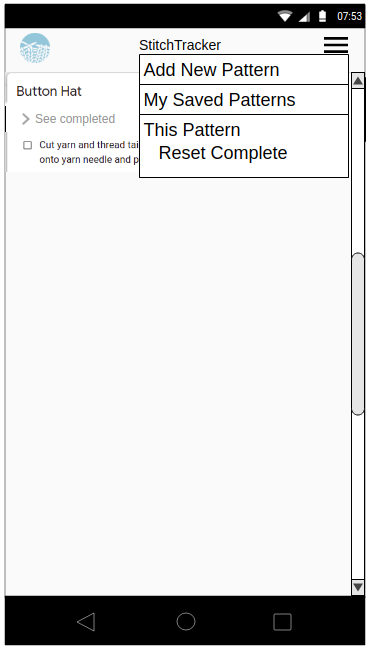 07:53
StitchTracker
Add New Pattern
My Saved Patterns
This Pattern
Reset Complete
Button Hat
See completed
Cut yarn and thread
onto yarn needle and